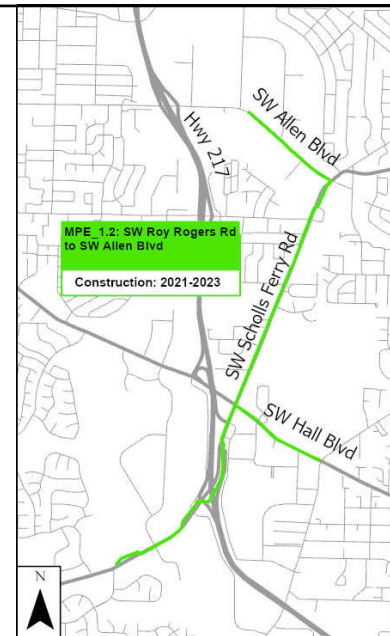 SW Allen Blvd
Hwy 217
MPE_1.2: SW Roy Rogers Rd
to SW Allen Blvd
Construction: 2021-2023
SW Scholls Ferry Rd
SW Hall Blvd
N